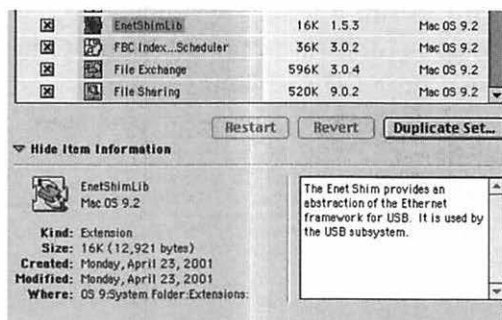 EnetShimLib 16K 1.5.3 Mac OS 9.2
FBC Index...Scheduler 36K 3.0.2 Mac OS 9.2
File Exchange 596K 3.0.4 Mac OS 9.2
File Sharing 520K 9.0.2 Mac OS 9.2
Restart Revert Duplicate Set...
Hide Item Information
EnetShimLib
Mac OS 9.2
Kind: Extension
Size: 16K (12,921 bytes)
Created: Monday, April 23, 2001
Modified: Monday, April 23, 2001
Where: OS 9:System Folder:Extensions:
The Enet Shim provides an
abstraction of the Ethernet
framework for USB. It is used by
the USB subsystem.